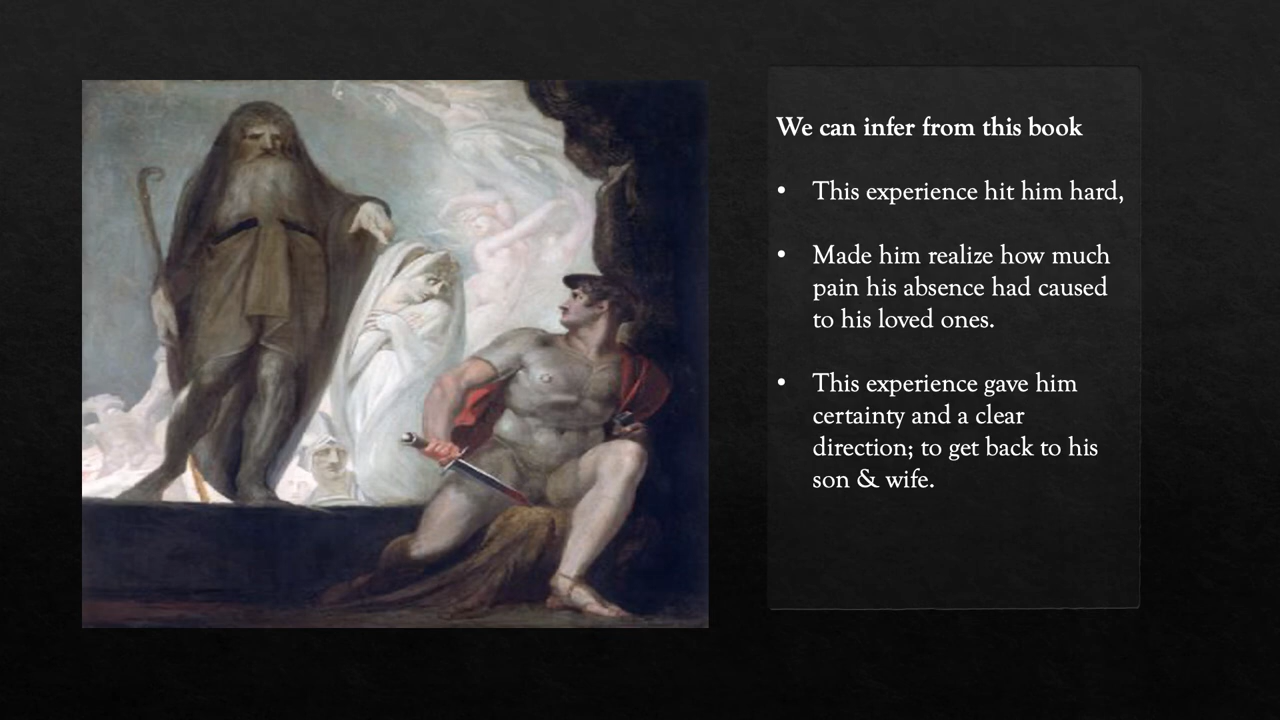 We can infer from this book
• This experience hit him hard,
• Made him realize how much
pain his absence had caused
to his loved ones.
• This experience gave him
certainty and a clear
direction; to get back to his
son & wife.